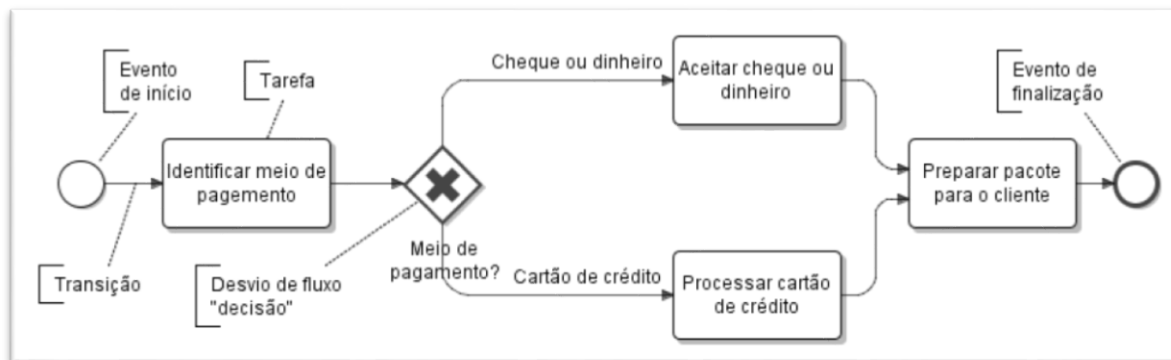 Evento
de início
Tarefa
Identificar meio de
pagemento
Transição
Desvio de fluxo
"decisão"
Meio de
pagamento?
Cheque ou dinheiro
Cartão de crédito
Aceitar cheque ou
dinheiro
Processar cartão
de crédito
Evento de
finalização
Preparar pacote
para o cliente